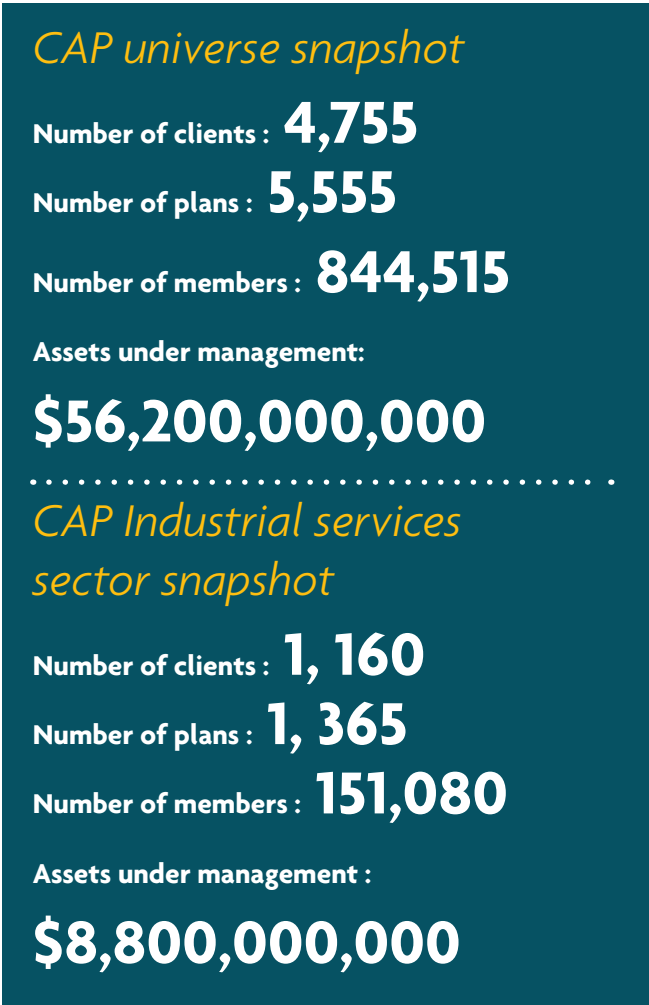 CAP universe snapshot
Number of clients : 4,755
Number of plans : 5,555
Number of members : 844,515
Assets under management:
$56,200,000,000
CAP Industrial services
sector snapshot
Number of clients : 1, 160
Number of plans : 1, 365
Number of members : 151,080
Assets under management :
$8,800,000,000